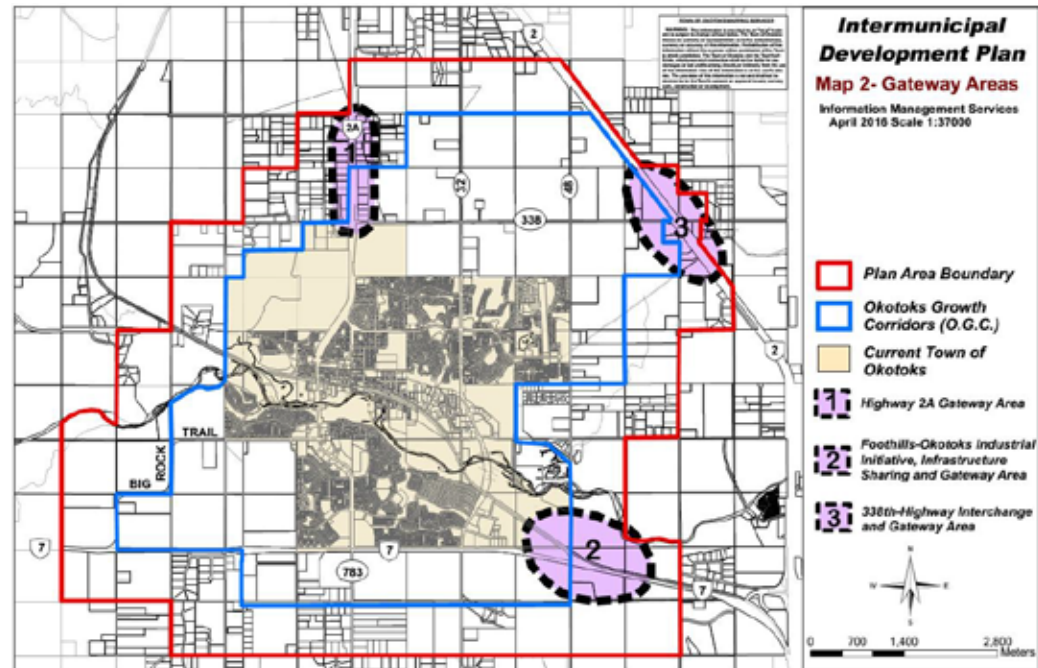 2
2A
1
32
48
338
3
2
TRAIL
BIG
ROCK
7
7
783
2
7
Intermunicipal
Development Plan
Map 2- Gateway Areas
Information Management Services
April 2016 Scale 1:37000
Plan Area Boundary
Okotoks Growth
Corridors (O.G.C.)
Current Town of
Okotoks
1
Highway 2A Gateway Area
2
Foothills-Okotoks Industrial
Initiative, Infrastructure
Sharing and Gateway Area
3
338th-Highway Interchange
and Gateway Area
N
W
E
S
0 700 1,400 2,800
Meters